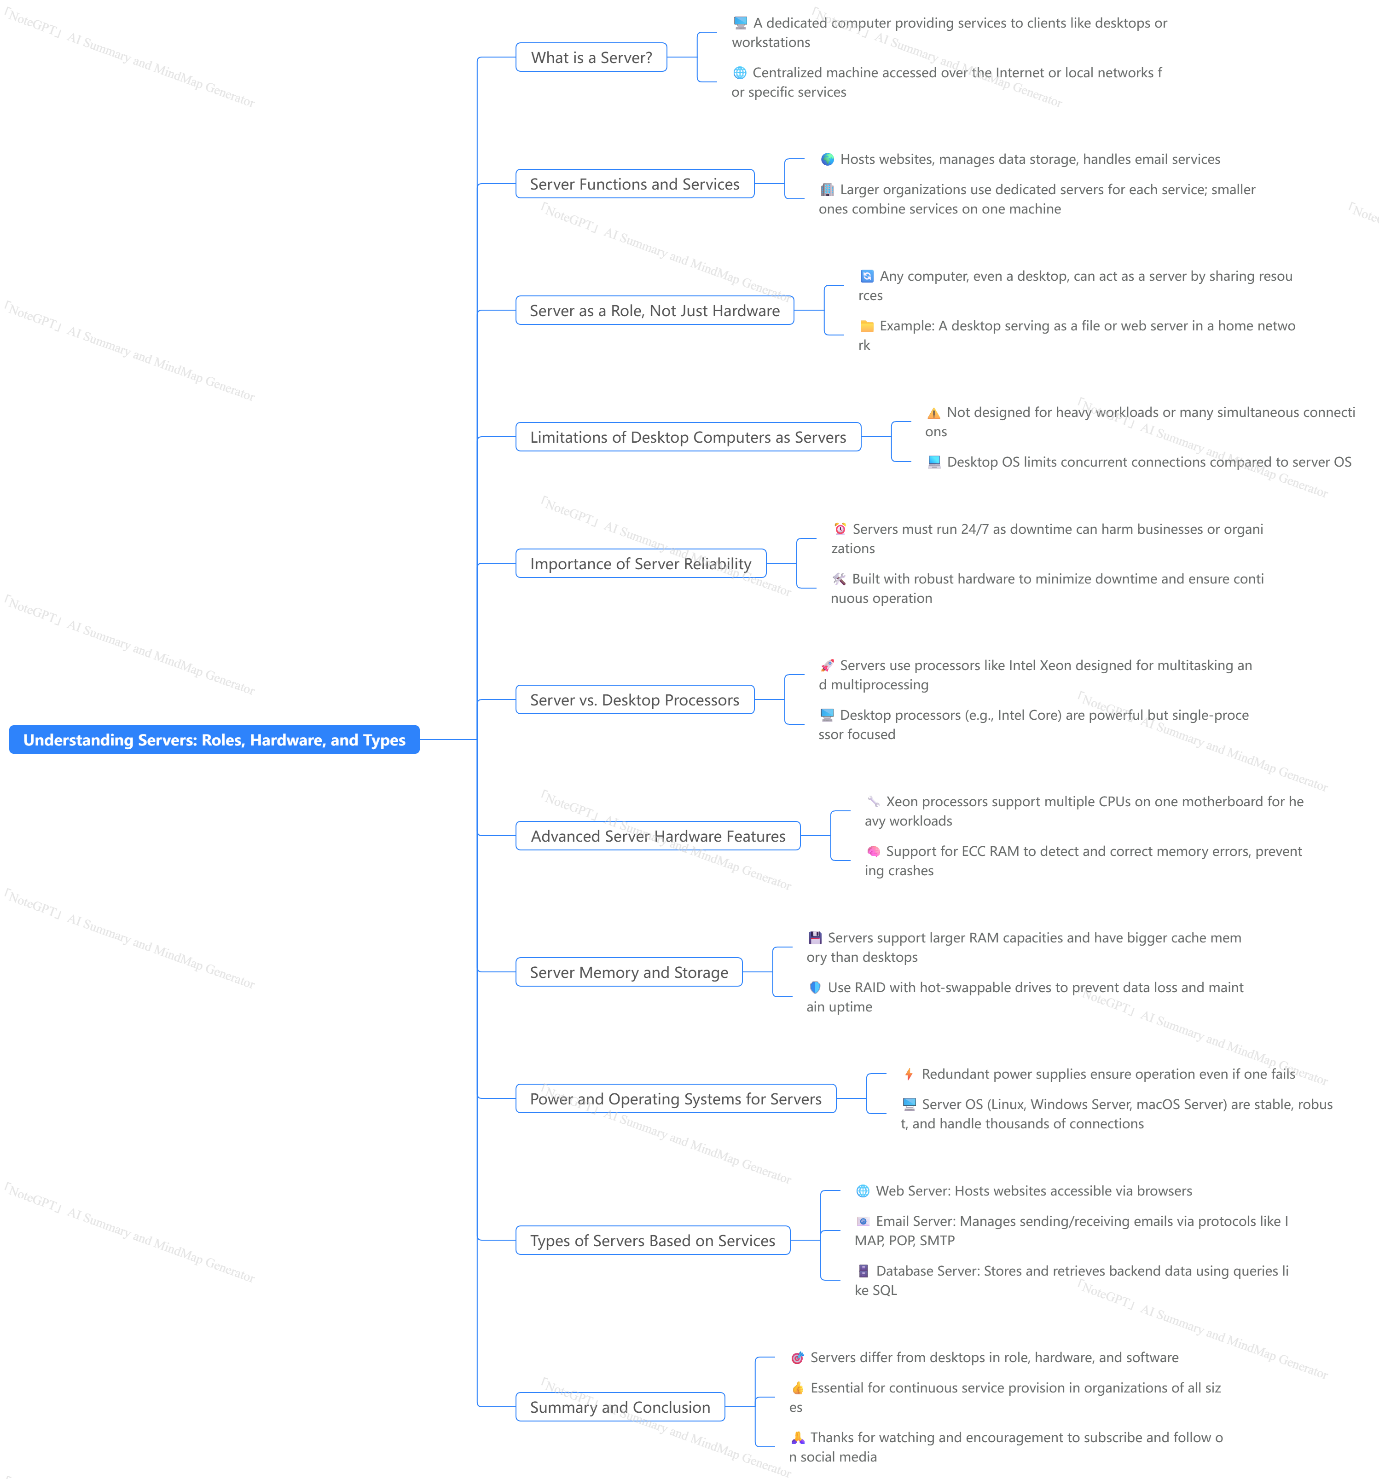 「NoteGPT」 AI Summary and MindMap Generator
Understanding Servers: Roles, Hardware, and Types
What is a Server?
A dedicated computer providing services to clients like desktops or
workstations
Centralized machine accessed over the Internet or local networks f
or specific services
Server Functions and Services
Hosts websites, manages data storage, handles email services
Larger organizations use dedicated servers for each service; smaller
ones combine services on one machine
Server as a Role, Not Just Hardware
Any computer, even a desktop, can act as a server by sharing resou
rces
Example: A desktop serving as a file or web server in a home netwo
rk
Limitations of Desktop Computers as Servers
Not designed for heavy workloads or many simultaneous connecti
ons
Desktop OS limits concurrent connections compared to server OS
Importance of Server Reliability
Servers must run 24/7 as downtime can harm businesses or organi
zations
Built with robust hardware to minimize downtime and ensure conti
nuous operation
Server vs. Desktop Processors
Servers use processors like Intel Xeon designed for multitasking an
d multiprocessing
Desktop processors (e.g., Intel Core) are powerful but single-proce
ssor focused
Advanced Server Hardware Features
Xeon processors support multiple CPUs on one motherboard for he
avy workloads
Support for ECC RAM to detect and correct memory errors, prevent
ing crashes
Server Memory and Storage
Servers support larger RAM capacities and have bigger cache mem
ory than desktops
Use RAID with hot-swappable drives to prevent data loss and maint
ain uptime
Power and Operating Systems for Servers
Redundant power supplies ensure operation even if one fails
Server OS (Linux, Windows Server, macOS Server) are stable, robus
t, and handle thousands of connections
Types of Servers Based on Services
Web Server: Hosts websites accessible via browsers
Email Server: Manages sending/receiving emails via protocols like I
MAP, POP, SMTP
Database Server: Stores and retrieves backend data using queries li
ke SQL
Summary and Conclusion
Servers differ from desktops in role, hardware, and software
Essential for continuous service provision in organizations of all siz
es
Thanks for watching and encouragement to subscribe and follow o
n social media